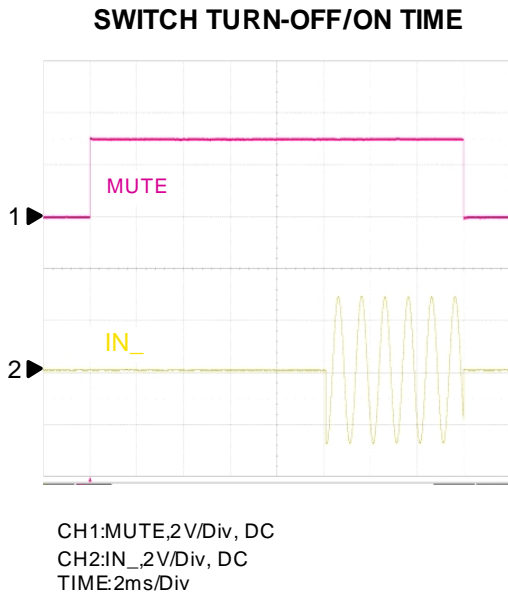 SWITCH TURN-OFF/ON TIME
MUTE
1
IN_
2
CH1:MUTE,2V/Div, DC
CH2:IN_,2V/Div, DC
TIME:2ms/Div